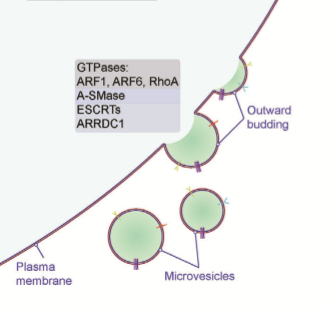 GTPases:
ARF1, ARF6, RhoA
A-SMase
ESCRTs
ARRDC1
Outward
budding
Plasma
membrane
Microvesicles